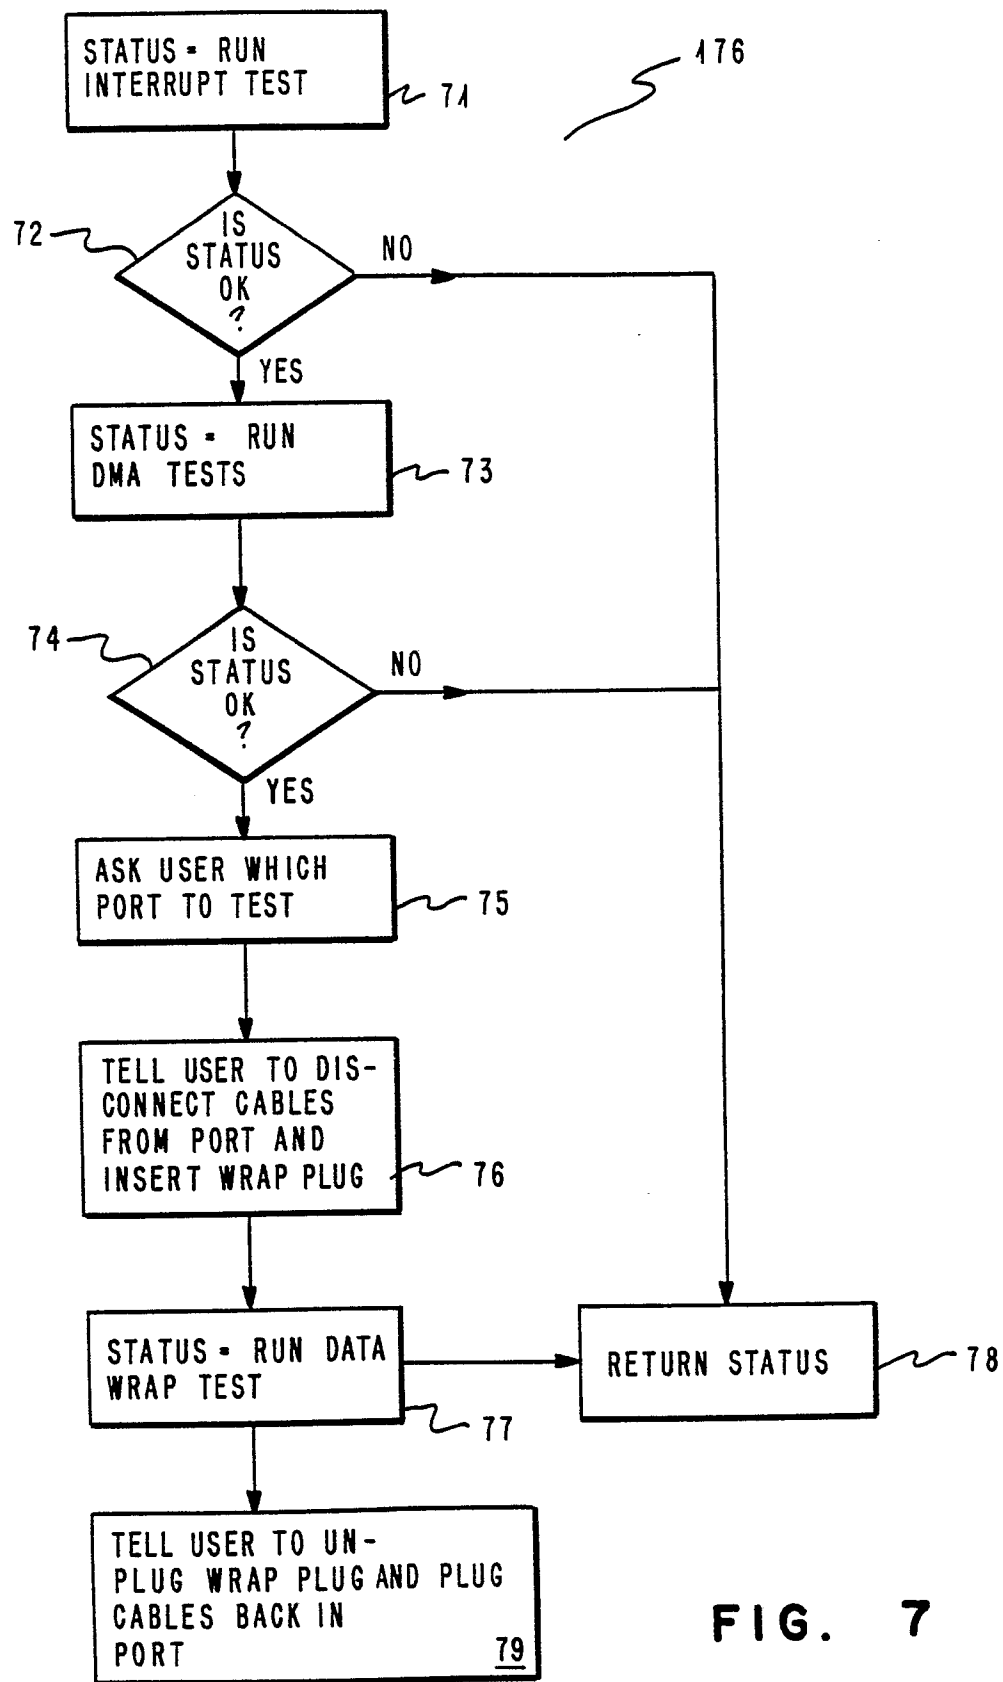 STATUS = RUN
INTERRUPT TEST
71
176
72
IS
STATUS
OK
?
NO
YES
STATUS = RUN
DMA TESTS
73
74
IS
STATUS
OK
?
NO
YES
ASK USER WHICH
PORT TO TEST
75
TELL USER TO DIS-
CONNECT CABLES
FROM PORT AND
INSERT WRAP PLUG
76
STATUS = RUN DATA
WRAP TEST
77
RETURN STATUS
78
TELL USER TO UN-
PLUG WRAP PLUG AND PLUG
CABLES BACK IN
PORT
79
FIG. 7